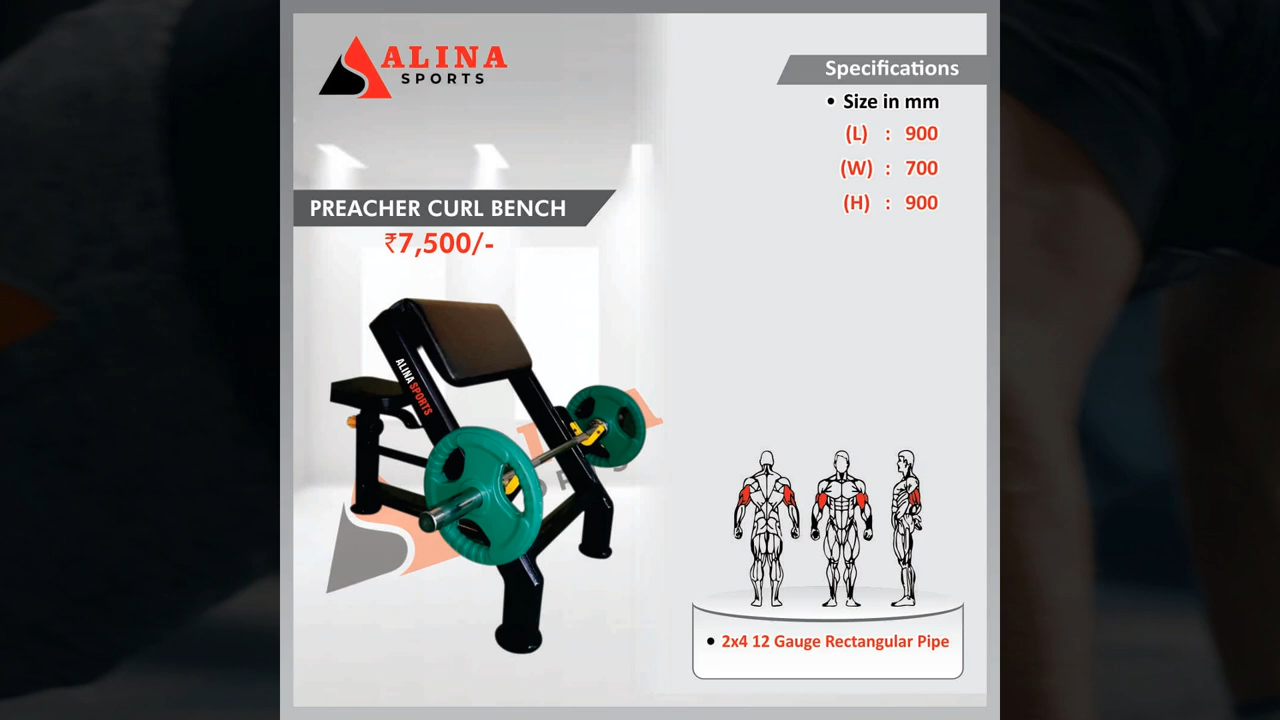 ALINA
SPORTS
PREACHER CURL BENCH
₹7,500/-
ALINA SPORTS
Specifications
• Size in mm
(L) : 900
(W) : 700
(H) : 900
• 2x4 12 Gauge Rectangular Pipe